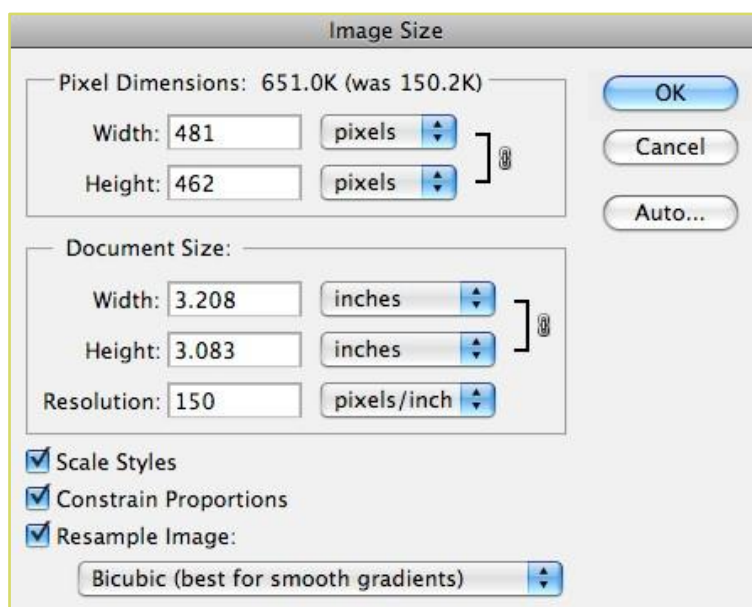 Image Size
Pixel Dimensions: 651.0K (was 150.2K)
OK
Width: 481 pixels
Cancel
Height: 462 pixels
Auto...
Document Size:
Width: 3.208 inches
Height: 3.083 inches
Resolution: 150 pixels/inch
Scale Styles
Constrain Proportions
Resample Image:
Bicubic (best for smooth gradients)